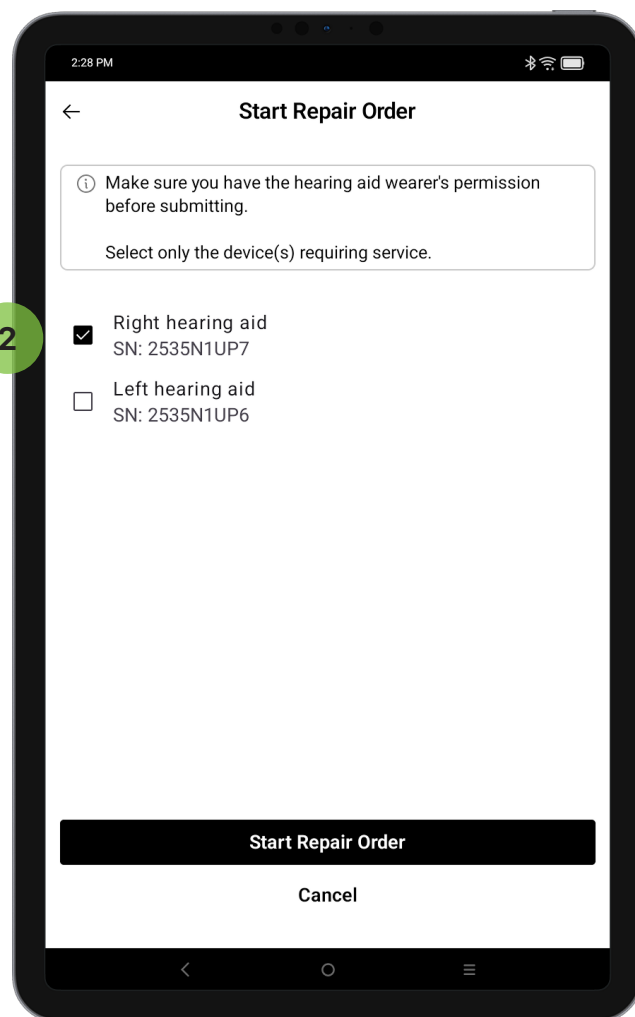 2:28 PM
Start Repair Order
Make sure you have the hearing aid wearer's permission
before submitting.
Select only the device(s) requiring service.
2
Right hearing aid
SN: 2535N1UP7
Left hearing aid
SN: 2535N1UP6
Start Repair Order
Cancel